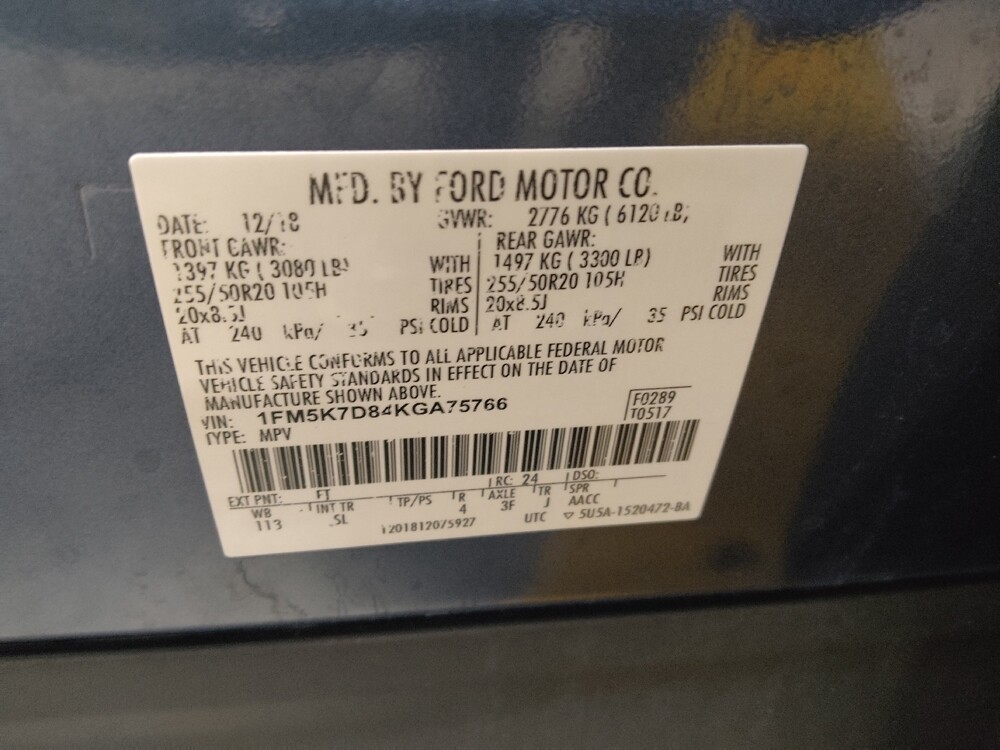 MFD. BY FORD MOTOR CO.
DATE: 12/18 GVWR: 2776 KG ( 6120 LB)
FRONT GAWR: REAR GAWR:
1397 KG ( 3080 LB) WITH 1497 KG ( 3300 LB) WITH
255/50R20 105H TIRES 255/50R20 105H TIRES
20x8.5J RIMS 20x8.5J RIMS
AT 240 kPa/ 35 PSI COLD AT 240 kPa/ 35 PSI COLD
THIS VEHICLE CONFORMS TO ALL APPLICABLE FEDERAL MOTOR
VEHICLE SAFETY STANDARDS IN EFFECT ON THE DATE OF
MANUFACTURE SHOWN ABOVE.
VIN: 1FM5K7D84KGA75766 F0289
TYPE: MPV T0517
EXT PNT: FT RC: 24 DSO:
WB INT TR TP/PS R AXLE TR SPR
113 SL 4 3F J AACC
1201812075927 UTC ▽ 5U5A-1520472-BA